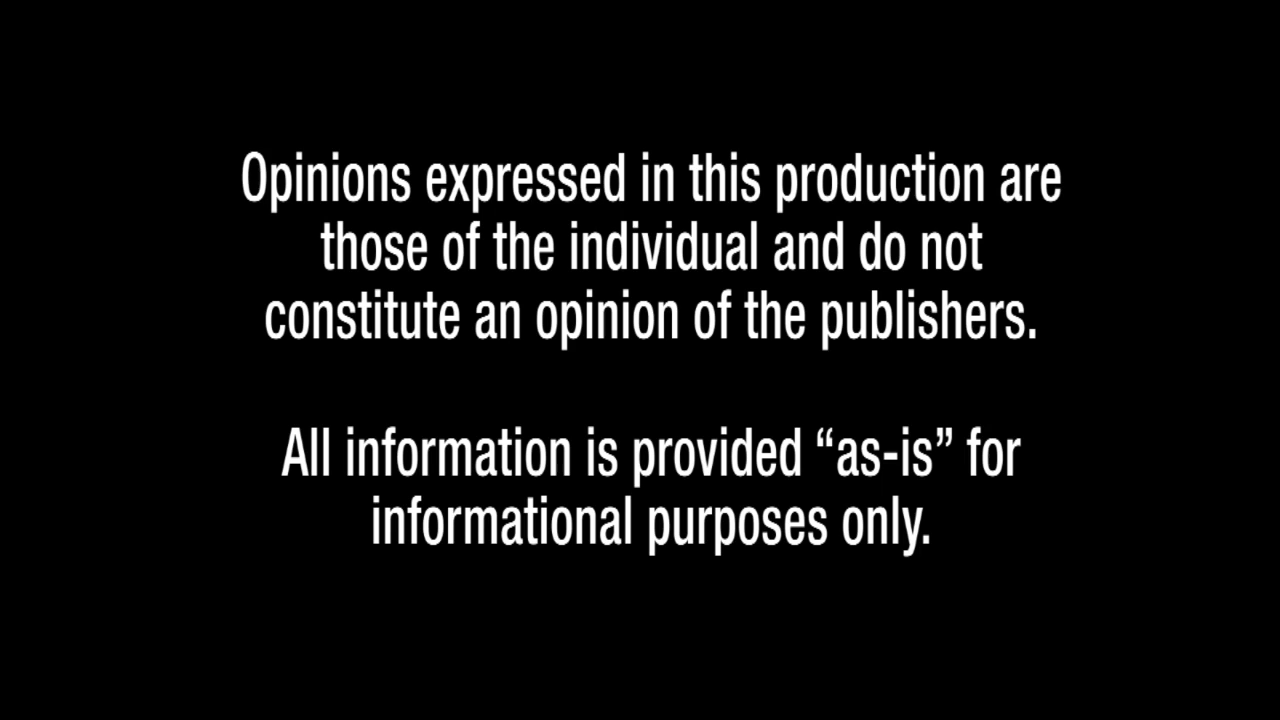 Opinions expressed in this production are
those of the individual and do not
constitute an opinion of the publishers.
All information is provided “as-is” for
informational purposes only.